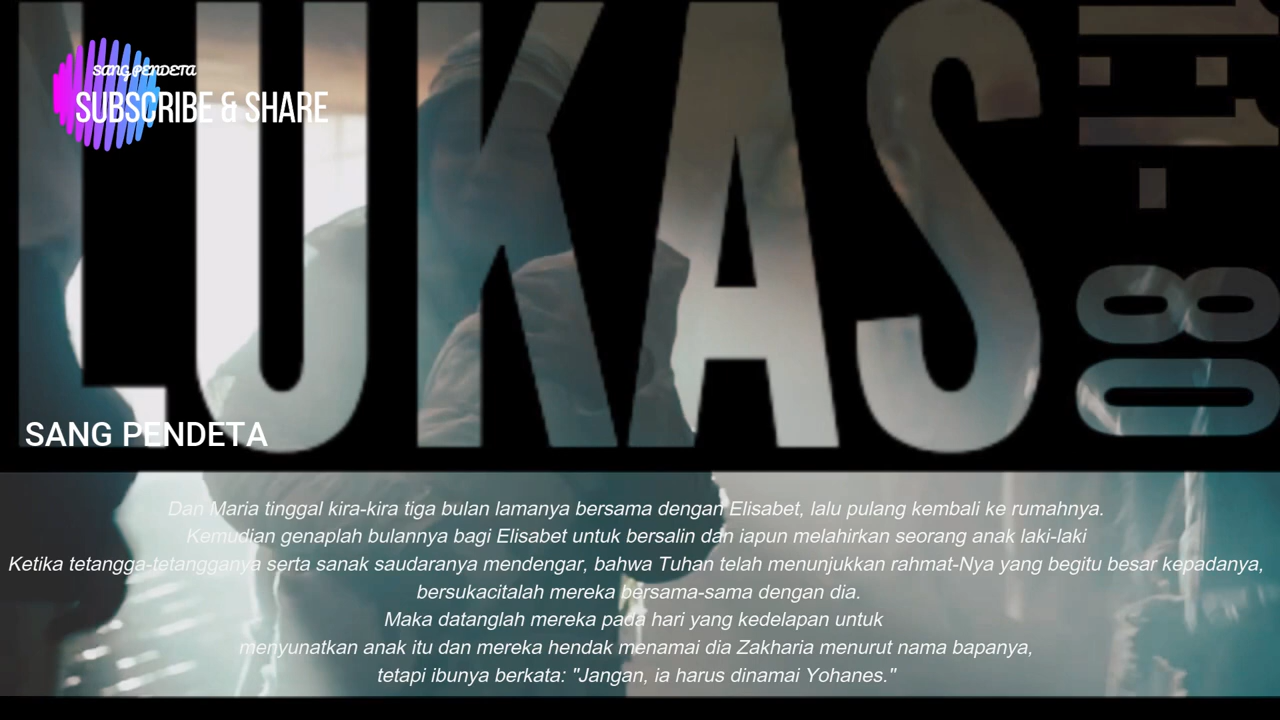 LUKAS
1:1 - 80
SANG PENDETA
SUBSCRIBE & SHARE
SANG PENDETA
Dan Maria tinggal kira-kira tiga bulan lamanya bersama dengan Elisabet, lalu pulang kembali ke rumahnya.
Kemudian genaplah bulannya bagi Elisabet untuk bersalin dan iapun melahirkan seorang anak laki-laki
Ketika tetangga-tetangganya serta sanak saudaranya mendengar, bahwa Tuhan telah menunjukkan rahmat-Nya yang begitu besar kepadanya,
bersukacitalah mereka bersama-sama dengan dia.
Maka datanglah mereka pada hari yang kedelapan untuk
menyunatkan anak itu dan mereka hendak menamai dia Zakharia menurut nama bapanya,
tetapi ibunya berkata: "Jangan, ia harus dinamai Yohanes."